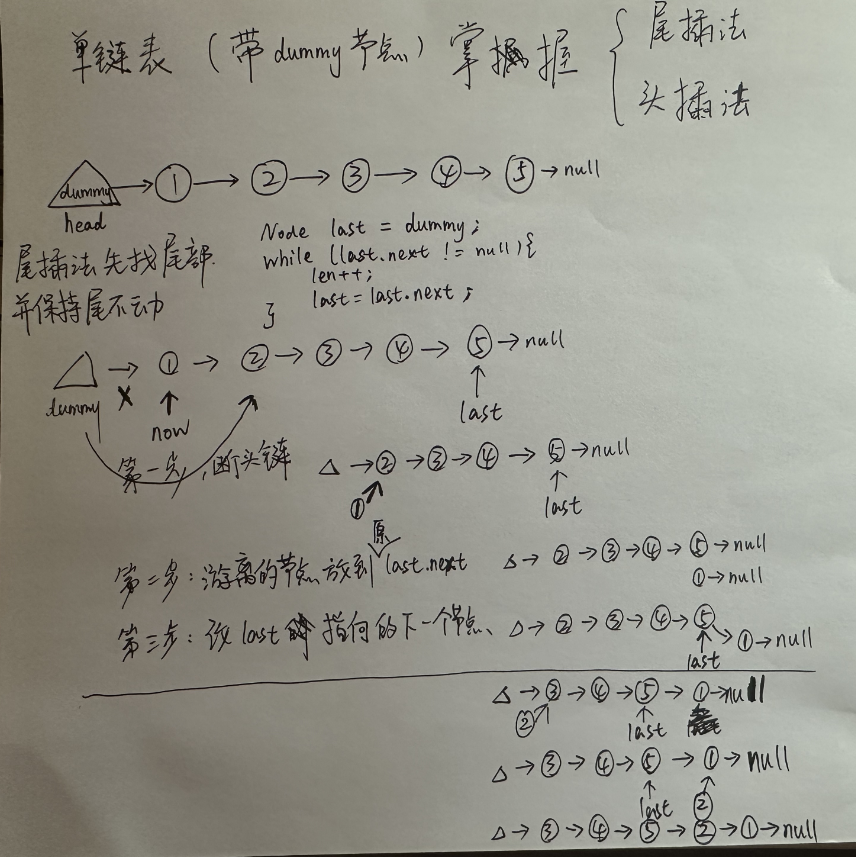 单链表 (带dummy节点) 掌握 { 尾插法
头插法
dummy → ① → ② → ③ → ④ → ⑤ → null
head
尾插法先找尾部
并保持尾不动
Node last = dummy;
while (last.next != null){
len++;
last = last.next;
}
→ ① → ② → ③ → ④ → ⑤ → null
dummy X now last
第一步,断头链 △ → ② → ③ → ④ → ⑤ → null
① last
第二步:游离的节点放到原last.next △ → ② → ③ → ④ → ⑤ → null
① → null
第三步:改last 指向的下一个节点、 △ → ② → ③ → ④ → ⑤ → ① → null
last
△ → ③ → ④ → ⑤ → ① → null
② last
△ → ③ → ④ → ⑤ → ① → null
last ②
△ → ③ → ④ → ⑤ → ② → ① → null